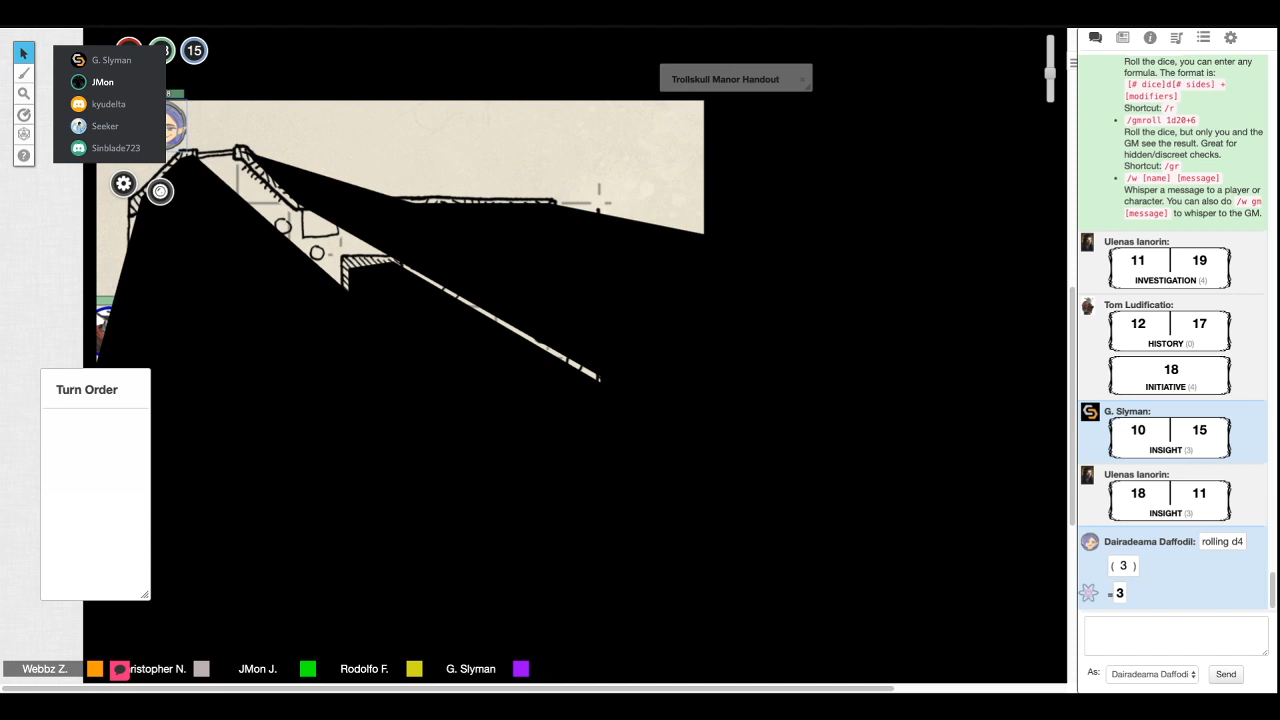 G. Slyman
JMon
kyudelta
Seeker
Sinblade723
15
8
Trollskull Manor Handout
Turn Order
Webbz Z.
ristopher N.
JMon J.
Rodolfo F.
G. Slyman
Roll the dice, you can enter any
formula. The format is:
[# dice]d[# sides] +
[modifiers]
Shortcut: /r
• /gmroll 1d20+6
Roll the dice, but only you and the
GM see the result. Great for
hidden/discreet checks.
Shortcut: /gr
• /w [name] [message]
Whisper a message to a player or
character. You can also do /w gm
[message] to whisper to the GM.
Ulenas Ianorin:
11 19
INVESTIGATION (4)
Tom Ludificatio:
12 17
HISTORY (0)
18
INITIATIVE (4)
G. Slyman:
10 15
INSIGHT (3)
Ulenas Ianorin:
18 11
INSIGHT (3)
Dairadeama Daffodil: rolling d4
( 3 )
=3
As: Dairadeama Daffodi Send